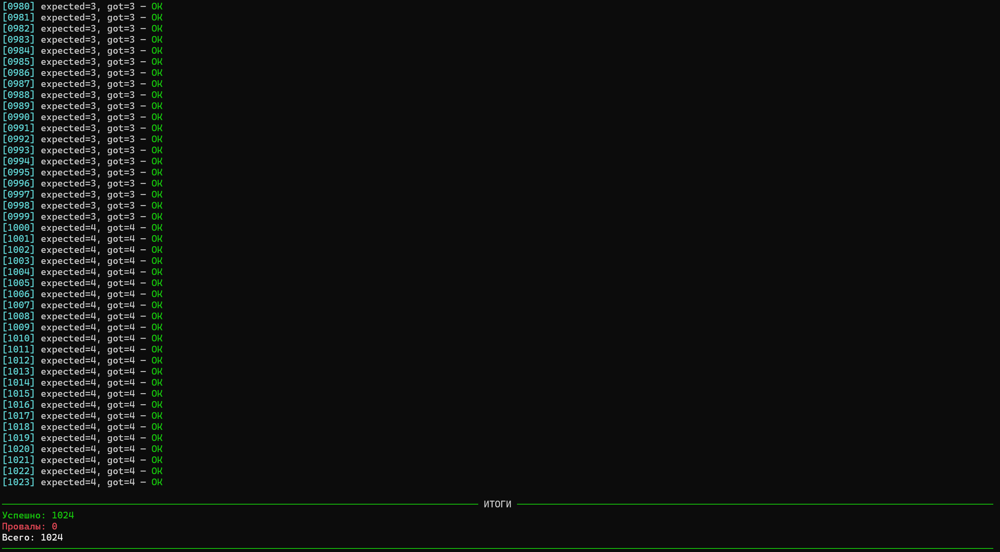 [0980] expected=3, got=3 – OK
[0981] expected=3, got=3 – OK
[0982] expected=3, got=3 – OK
[0983] expected=3, got=3 – OK
[0984] expected=3, got=3 – OK
[0985] expected=3, got=3 – OK
[0986] expected=3, got=3 – OK
[0987] expected=3, got=3 – OK
[0988] expected=3, got=3 – OK
[0989] expected=3, got=3 – OK
[0990] expected=3, got=3 – OK
[0991] expected=3, got=3 – OK
[0992] expected=3, got=3 – OK
[0993] expected=3, got=3 – OK
[0994] expected=3, got=3 – OK
[0995] expected=3, got=3 – OK
[0996] expected=3, got=3 – OK
[0997] expected=3, got=3 – OK
[0998] expected=3, got=3 – OK
[0999] expected=3, got=3 – OK
[1000] expected=4, got=4 – OK
[1001] expected=4, got=4 – OK
[1002] expected=4, got=4 – OK
[1003] expected=4, got=4 – OK
[1004] expected=4, got=4 – OK
[1005] expected=4, got=4 – OK
[1006] expected=4, got=4 – OK
[1007] expected=4, got=4 – OK
[1008] expected=4, got=4 – OK
[1009] expected=4, got=4 – OK
[1010] expected=4, got=4 – OK
[1011] expected=4, got=4 – OK
[1012] expected=4, got=4 – OK
[1013] expected=4, got=4 – OK
[1014] expected=4, got=4 – OK
[1015] expected=4, got=4 – OK
[1016] expected=4, got=4 – OK
[1017] expected=4, got=4 – OK
[1018] expected=4, got=4 – OK
[1019] expected=4, got=4 – OK
[1020] expected=4, got=4 – OK
[1021] expected=4, got=4 – OK
[1022] expected=4, got=4 – OK
[1023] expected=4, got=4 – OK
ИТОГИ
Успешно: 1024
Провалы: 0
Всего: 1024